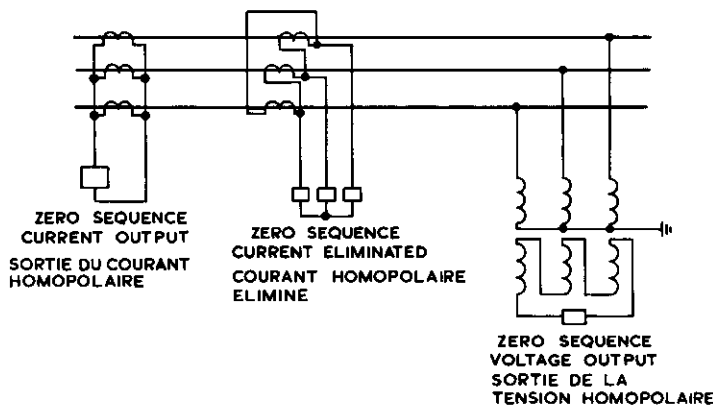 ZERO SEQUENCE
CURRENT OUTPUT
SORTIE DU COURANT
HOMOPOLAIRE
ZERO SEQUENCE
CURRENT ELIMINATED
COURANT HOMOPOLAIRE
ELIMINE
ZERO SEQUENCE
VOLTAGE OUTPUT
SORTIE DE LA
TENSION HOMOPOLAIRE